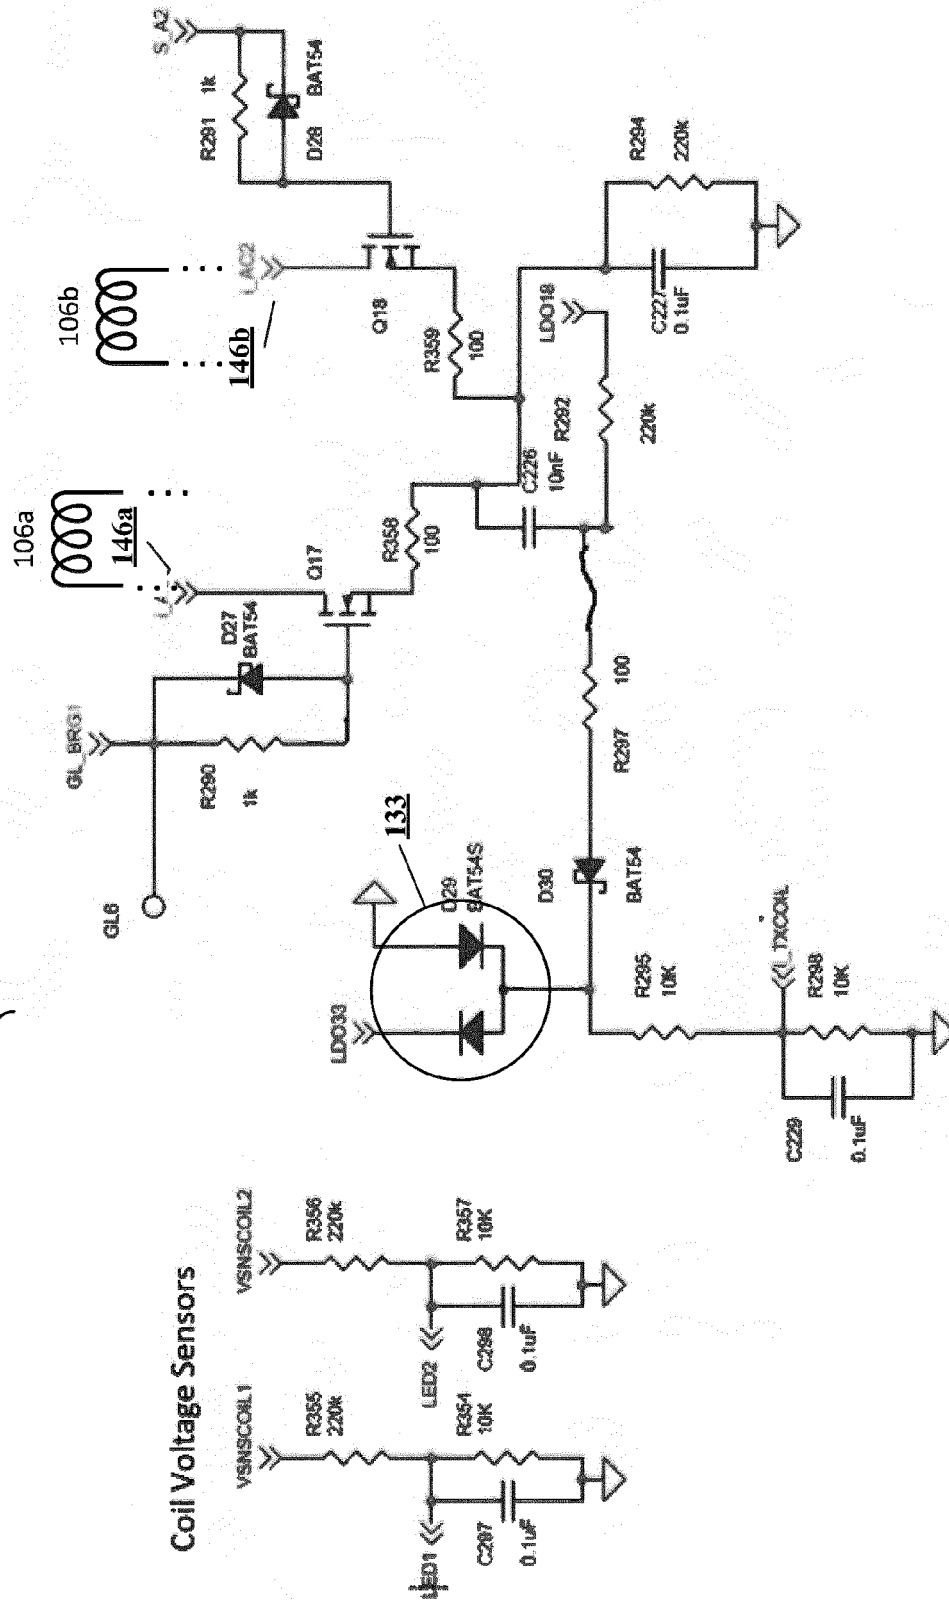 Coil Voltage Sensors
VSNSCOIL1
R355
220k
LED1
R354
10K
C297
0.1uF
VSNSCOIL2
R356
220k
LED2
R357
10K
C298
0.1uF
GL6
GL_BRG1
R290
1k
D27
BAT54
Q17
106a
146a
R358
100
106b
146b
I_AC2
Q18
R359
100
S_A2
R291
1k
D28
BAT54
LDO33
133
D29
BAT54S
D30
BAT54
R297
100
C226
10nF
R292
220k
LDO18
C227
0.1uF
R294
220k
R295
10K
I_TXCOIL
R298
10K
C229
0.1uF